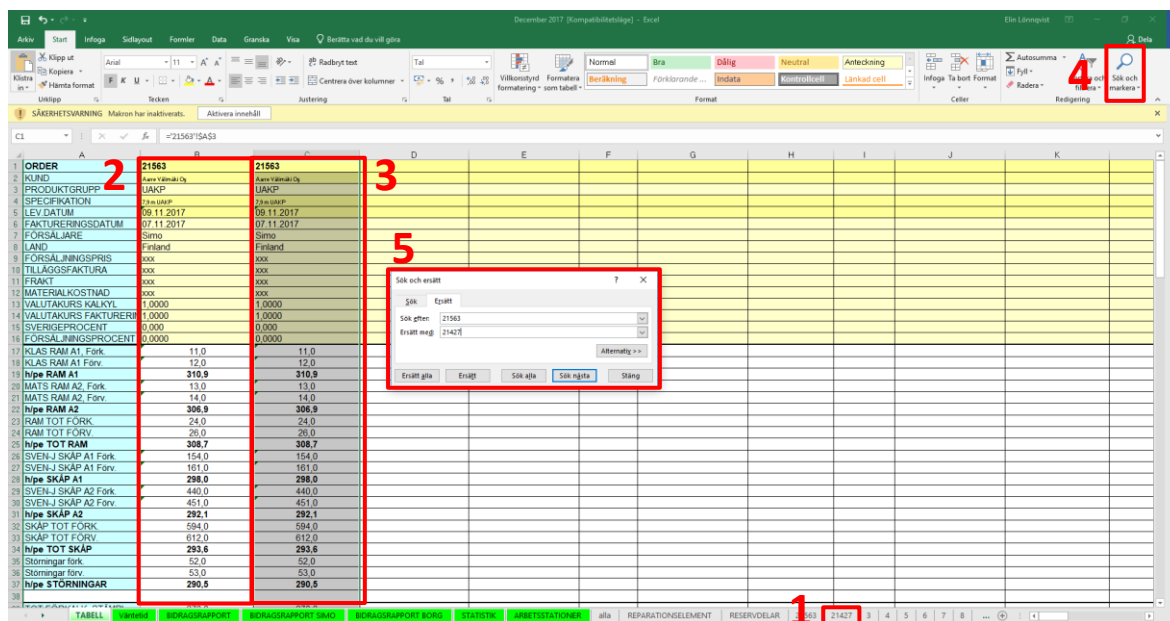 December 2017 [Kompatibilitetsläge] - Excel
Elin Lännqvist
Arkiv Start Infoga Sidlayout Formler Data Granska Visa Berätta vad du vill göra
Dela
Klistra in
Klipp ut
Kopiera
Hämta format
Urklipp
Arial 11
F K U
Tecken
Radbryt text
Centrera över kolumner
Justering
Tal
Tal
Villkorsstyrd formatering
Formatera som tabell
Normal Bra Dålig Neutral Anteckning
Beräkning Förklarande ... Indata Kontrollcell Länkad cell
Format
Infoga Ta bort Format
Celler
Autosumma
Fyll
Radera
Sök och markera
Redigering
4
SÄKERHETSVARNING Makron har inaktiverats. Aktivera innehåll
C1 fx ='21563'!$A$3
A B C D E F G H I J K
1 ORDER 21563 21563
2 KUND Aarre Välimäki Oy Aarre Välimäki Oy
3 PRODUKTGRUPP UAKP UAKP
4 SPECIFIKATION 7,9 m UAKP 7,9 m UAKP
5 LEV.DATUM 09.11.2017 09.11.2017
6 FAKTURERINGSDATUM 07.11.2017 07.11.2017
7 FÖRSÄLJARE Simo Simo
8 LAND Finland Finland
9 FÖRSÄLJNINGSPRIS xxx xxx
10 TILLÄGGSFAKTURA xxx xxx
11 FRAKT xxx xxx
12 MATERIALKOSTNAD xxx xxx
13 VALUTAKURS KALKYL 1,0000 1,0000
14 VALUTAKURS FAKTURERIN 1,0000 1,0000
15 SVERIGEPROCENT 0,000 0,000
16 FÖRSÄLJNINGSPROCENT 0,0000 0,0000
17 KLAS RAM A1, Förk. 11,0 11,0
18 KLAS RAM A1 Förv. 12,0 12,0
19 h/pe RAM A1 310,9 310,9
20 MATS RAM A2, Förk. 13,0 13,0
21 MATS RAM A2, Förv. 14,0 14,0
22 h/pe RAM A2 306,9 306,9
23 RAM TOT FÖRK. 24,0 24,0
24 RAM TOT FÖRV. 26,0 26,0
25 h/pe TOT RAM 308,7 308,7
26 SVEN-J SKÅP A1 Förk. 154,0 154,0
27 SVEN-J SKÅP A1 Förv. 161,0 161,0
28 h/pe SKÅP A1 298,0 298,0
29 SVEN-J SKÅP A2 Förk. 440,0 440,0
30 SVEN-J SKÅP A2 Förv. 451,0 451,0
31 h/pe SKÅP A2 292,1 292,1
32 SKÅP TOT FÖRK. 594,0 594,0
33 SKÅP TOT FÖRV. 612,0 612,0
34 h/pe TOT SKÅP 293,6 293,6
35 Störningar förk. 52,0 52,0
36 Störningar förv. 53,0 53,0
37 h/pe STÖRNINGAR 290,5 290,5
38
2
3
5
Sök och ersätt ? ×
Sök Ersätt
Sök efter: 21563
Ersätt med: 21427
Alternativ >>
Ersätt alla Ersätt Sök alla Sök nästa Stäng
1
TABELL Väntetid BIDRAGSRAPPORT BIDRAGSRAPPORT SIMO BIDRAGSRAPPORT BORG STATISTIK ARBETSSTATIONER alla REPARATIONSELEMENT RESERVDELAR 21563 21427 3 4 5 6 7 8 ...